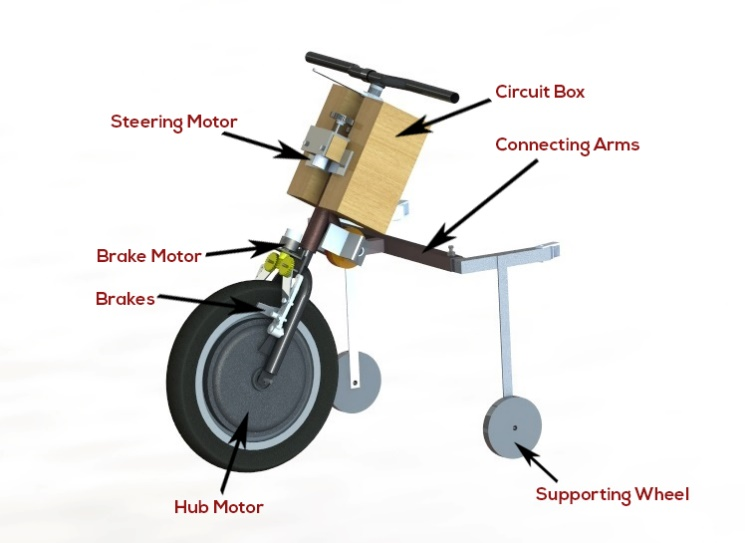 Circuit Box
Steering Motor
Connecting Arms
Brake Motor
Brakes
Supporting Wheel
Hub Motor